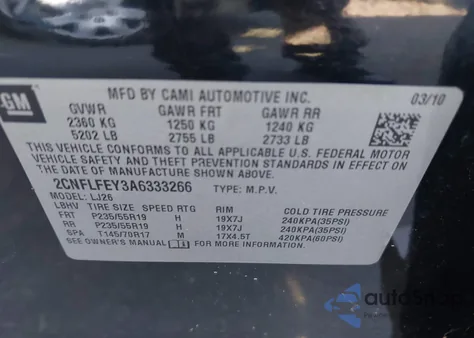 GM
MFD BY CAMI AUTOMOTIVE INC. 03/10
GVWR GAWR FRT GAWR RR
2360 KG 1250 KG 1240 KG
5202 LB 2755 LB 2733 LB
THIS VEHICLE CONFORMS TO ALL APPLICABLE U.S. FEDERAL MOTOR
VEHICLE SAFETY, BUMPER, AND THEFT PREVENTION STANDARDS IN EFFECT ON
THE DATE OF MANUFACTURE SHOWN ABOVE.
2CNFLFEY3A6333266 TYPE: M.P.V.
MODEL: LJ26
LBHV TIRE SIZE SPEED RTG RIM COLD TIRE PRESSURE
FRT P235/55R19 H 19X7J 240KPA(35PSI)
RR P235/55R19 H 19X7J 240KPA(35PSI)
SPA T145/70R17 M 17X4.5T 420KPA(60PSI)
SEE OWNER'S MANUAL FOR MORE INFORMATION.
autoShop